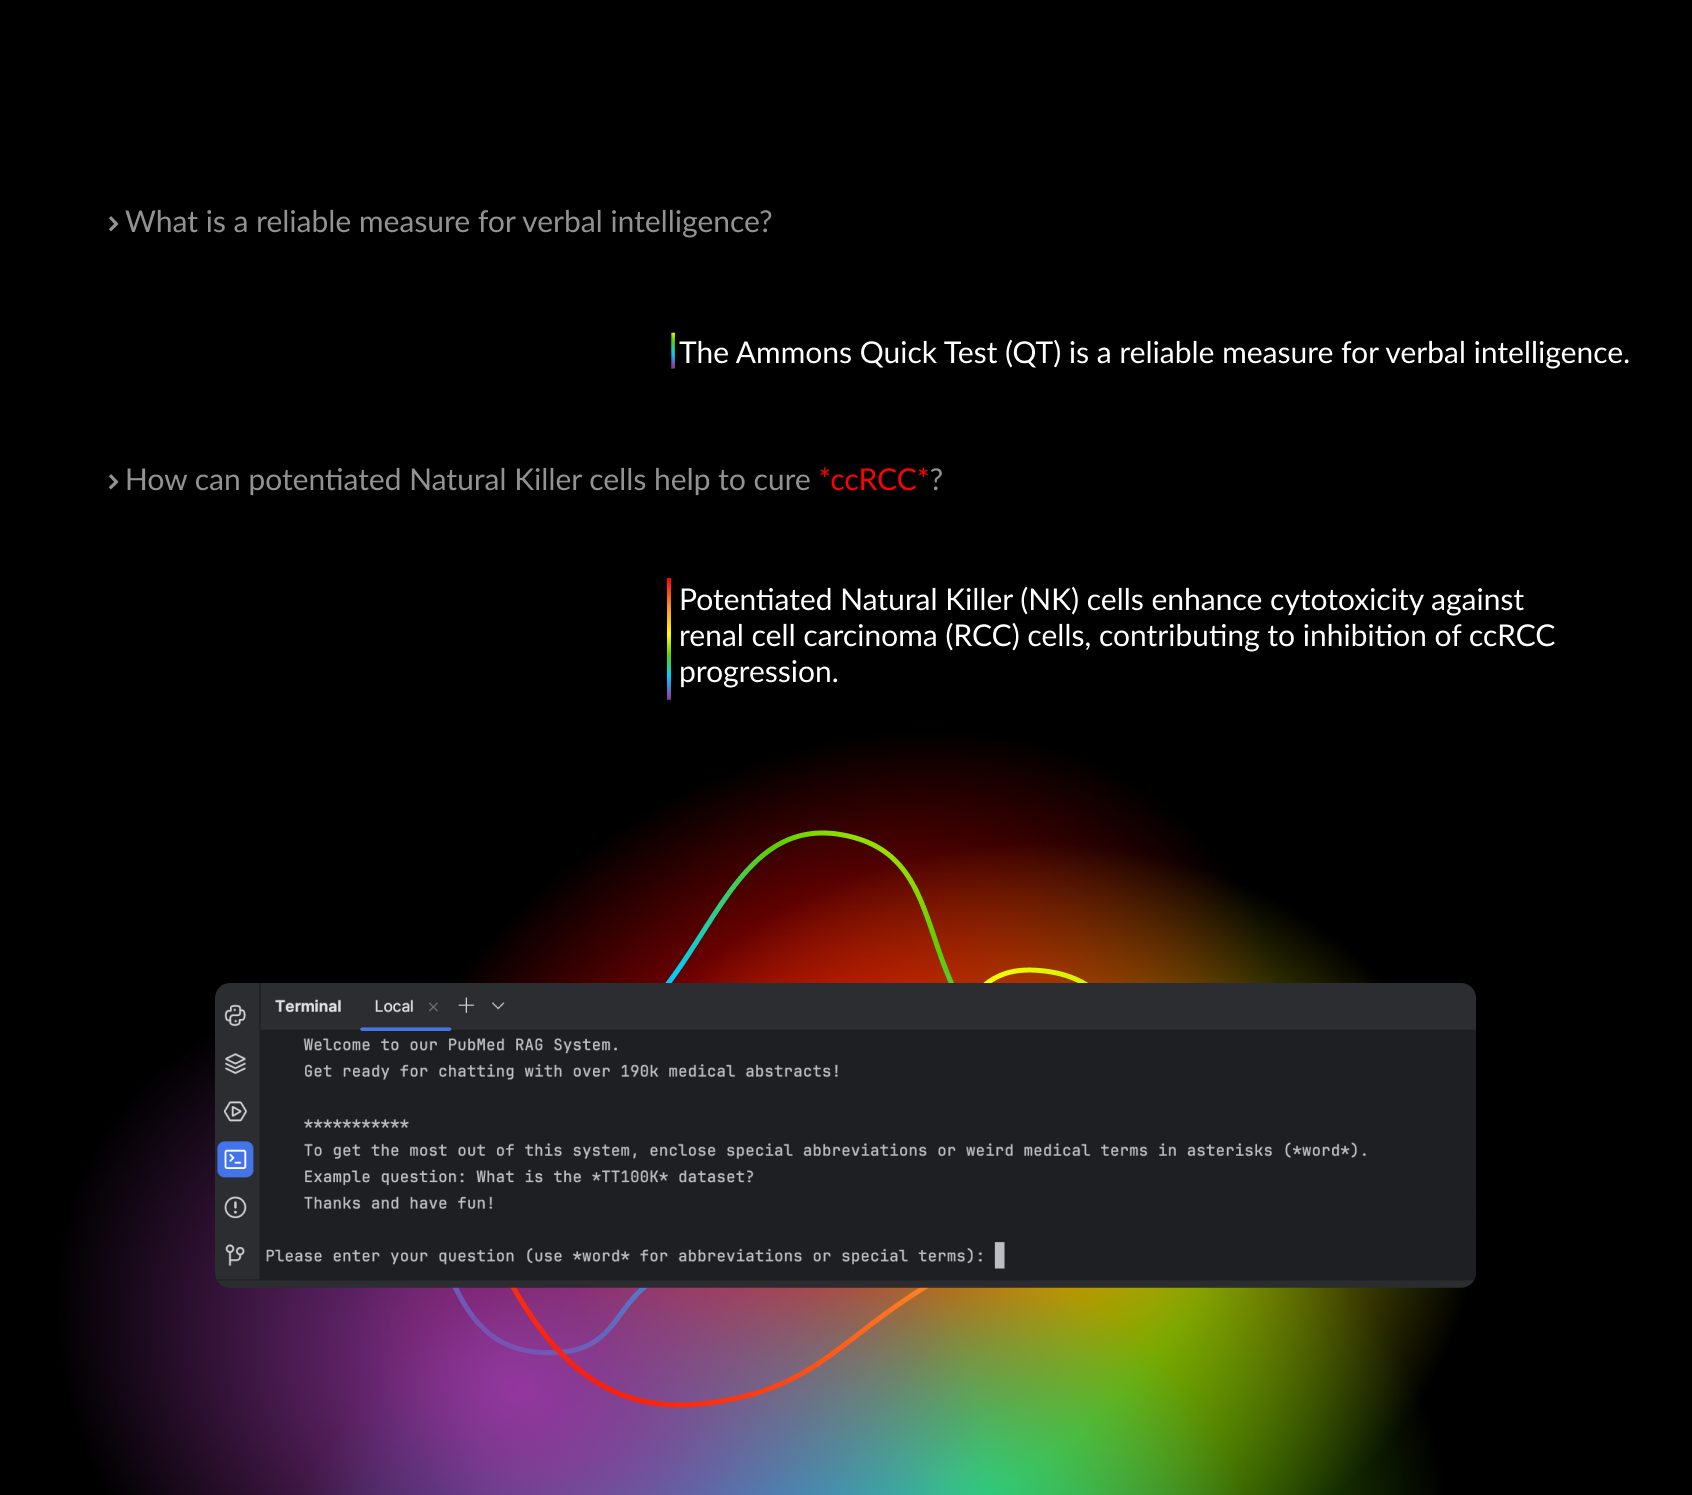 What is a reliable measure for verbal intelligence?
The Ammons Quick Test (QT) is a reliable measure for verbal intelligence.
How can potentiated Natural Killer cells help to cure *ccRCC*?
Potentiated Natural Killer (NK) cells enhance cytotoxicity against
renal cell carcinoma (RCC) cells, contributing to inhibition of ccRCC
progression.
Terminal Local
Welcome to our PubMed RAG System.
Get ready for chatting with over 190k medical abstracts!
***********
To get the most out of this system, enclose special abbreviations or weird medical terms in asterisks (*word*).
Example question: What is the *TT100K* dataset?
Thanks and have fun!
Please enter your question (use *word* for abbreviations or special terms):